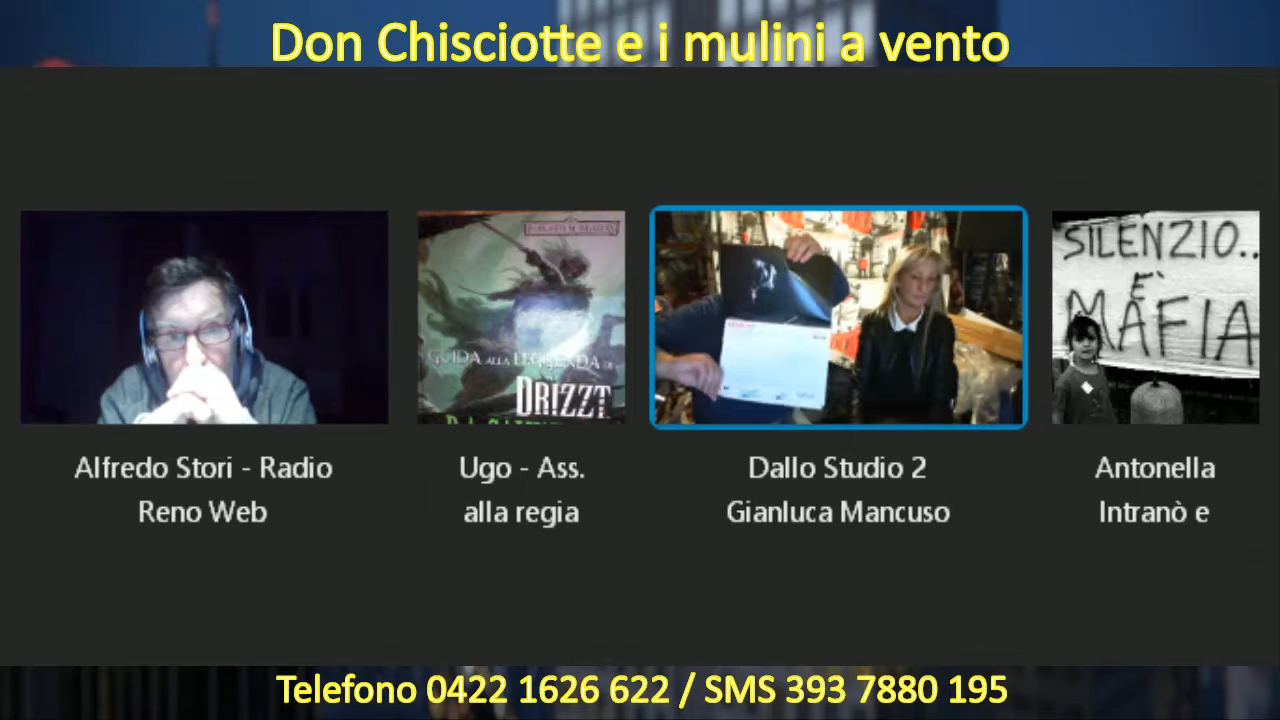 Don Chisciotte e i mulini a vento
GUIDA ALLA LEGGENDA DI
DRIZZT
SILENZIO..
È
MAFIA
Alfredo Stori - Radio
Reno Web
Ugo - Ass.
alla regia
Dallo Studio 2
Gianluca Mancuso
Antonella
Intranò e
Telefono 0422 1626 622 / SMS 393 7880 195